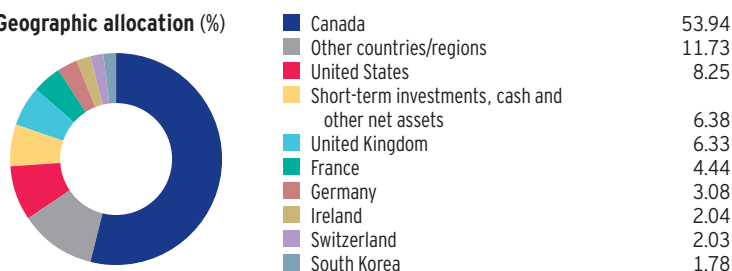 Geographic allocation (%)
Canada 53.94
Other countries/regions 11.73
United States 8.25
Short-term investments, cash and
other net assets 6.38
United Kingdom 6.33
France 4.44
Germany 3.08
Ireland 2.04
Switzerland 2.03
South Korea 1.78